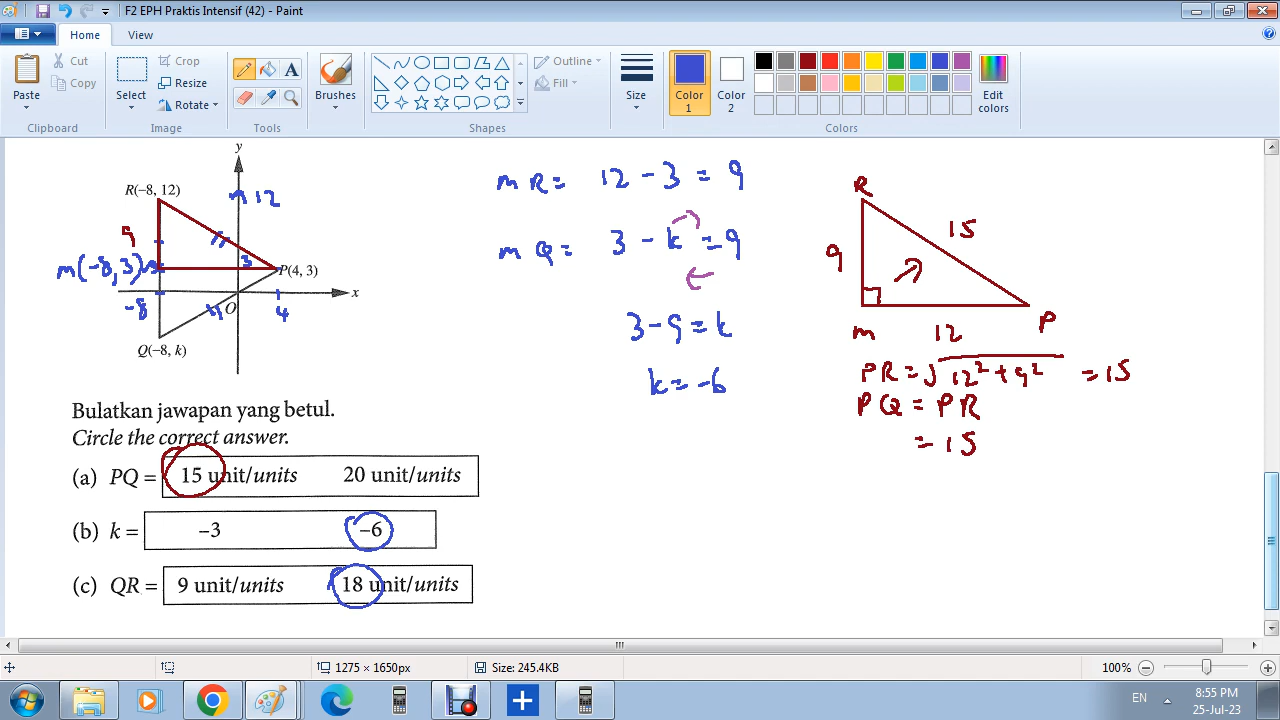 F2 EPH Praktis Intensif (42) - Paint
Home View
Paste
Cut
Copy
Clipboard
Select
Crop
Resize
Rotate
Image
Tools
Brushes
Shapes
Outline
Fill
Size
Color 1
Color 2
Edit colors
Colors
y
R(−8, 12)
12
9
m(-8, 3)
3
P(4, 3)
x
-8
O
4
Q(−8, k)
m R = 12 - 3 = 9
m Q = 3 - k = 9
3 - 9 = k
k = -6
R
15
9
m 12 P
PR = √12² + 9² = 15
PQ = PR
= 15
Bulatkan jawapan yang betul.
Circle the correct answer.
(a) PQ = 15 unit/units 20 unit/units
(b) k = –3 –6
(c) QR = 9 unit/units 18 unit/units
1275 × 1650px
Size: 245.4KB
100%
EN
8:55 PM
25-Jul-23